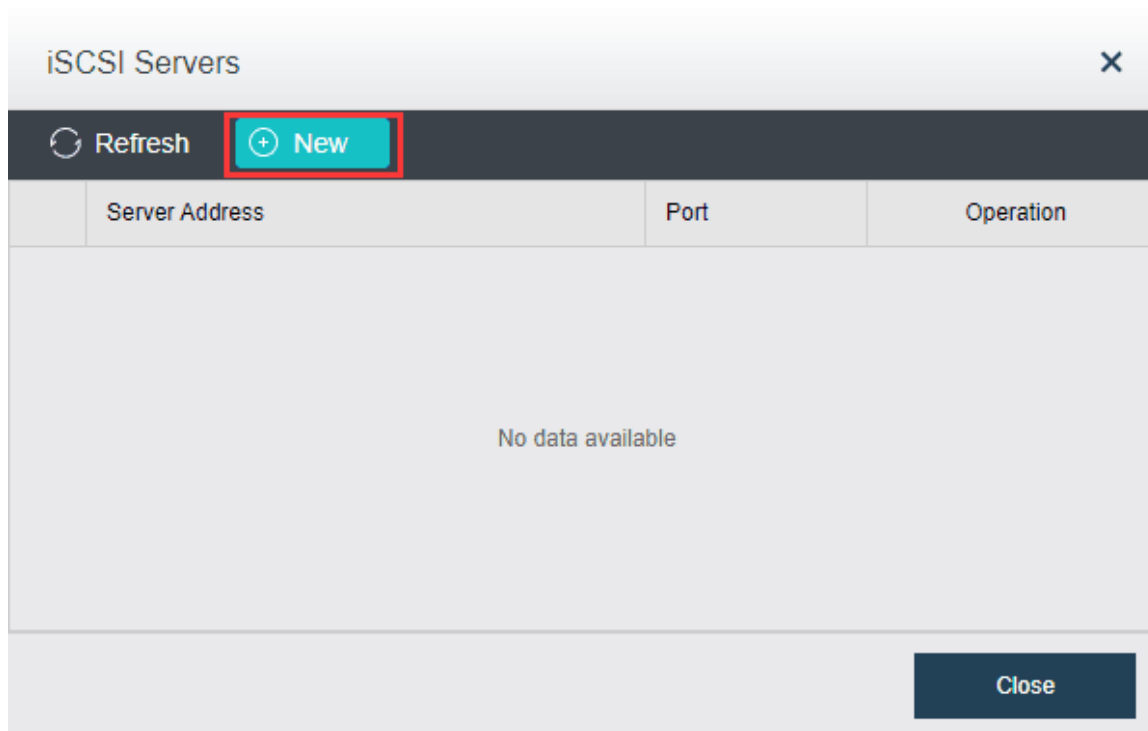 iSCSI Servers
Refresh New
Server Address Port Operation
No data available
Close